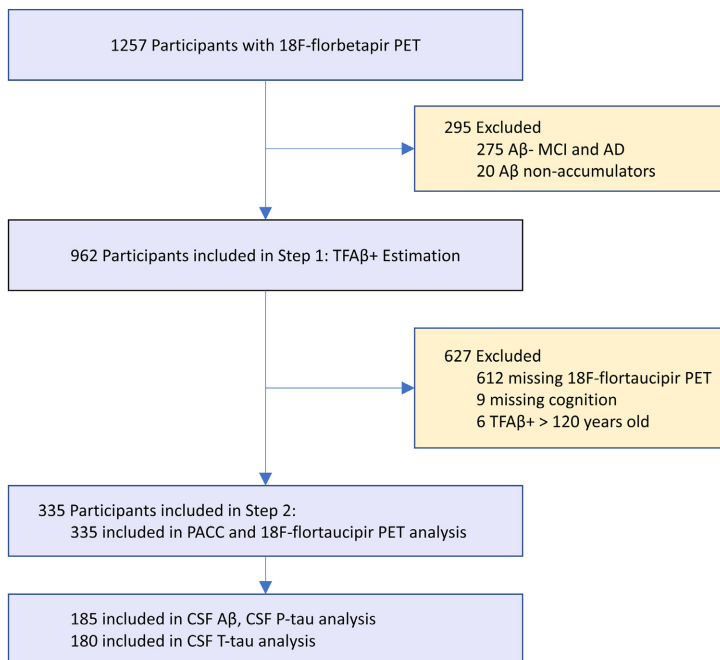 1257 Participants with 18F-florbetapir PET
295 Excluded
275 Aβ- MCI and AD
20 Aβ non-accumulators
962 Participants included in Step 1: TFAβ+ Estimation
627 Excluded
612 missing 18F-flortaucipir PET
9 missing cognition
6 TFAβ+ > 120 years old
335 Participants included in Step 2:
335 included in PACC and 18F-flortaucipir PET analysis
185 included in CSF Aβ, CSF P-tau analysis
180 included in CSF T-tau analysis